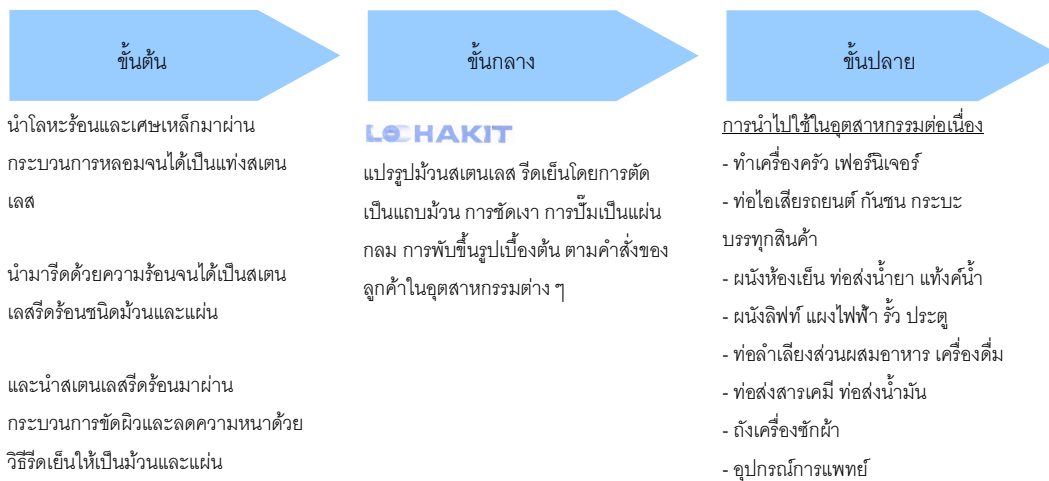 ขั้นต้น
นำโลหะร้อนและเศษเหล็กมาผ่าน
กระบวนการหลอมจนได้เป็นแท่งสเตน
เลส
นำมารีดด้วยความร้อนจนได้เป็นสเตน
เลสรีดร้อนชนิดม้วนและแผ่น
และนำสเตนเลสรีดร้อนมาผ่าน
กระบวนการขัดผิวและลดความหนาด้วย
วิธีรีดเย็นให้เป็นม้วนและแผ่น
ขั้นกลาง
LOHAKIT
แปรรูปม้วนสเตนเลส รีดเย็นโดยการตัด
เป็นแถบม้วน การขัดเงา การปั๊มเป็นแผ่น
กลม การพับขึ้นรูปเบื้องต้น ตามคำสั่งของ
ลูกค้าในอุตสาหกรรมต่าง ๆ
ขั้นปลาย
การนำไปใช้ในอุตสาหกรรมต่อเนื่อง
- ทำเครื่องครัว เฟอร์นิเจอร์
- ท่อไอเสียรถยนต์ กันชน กระบะ
บรรทุกสินค้า
- ผนังห้องเย็น ท่อส่งน้ำยา แท้งค์น้ำ
- ผนังลิฟท์ แผงไฟฟ้า รั้ว ประตู
- ท่อลำเลียงส่วนผสมอาหาร เครื่องดื่ม
- ท่อส่งสารเคมี ท่อส่งน้ำมัน
- ถังเครื่องซักผ้า
- อุปกรณ์การแพทย์